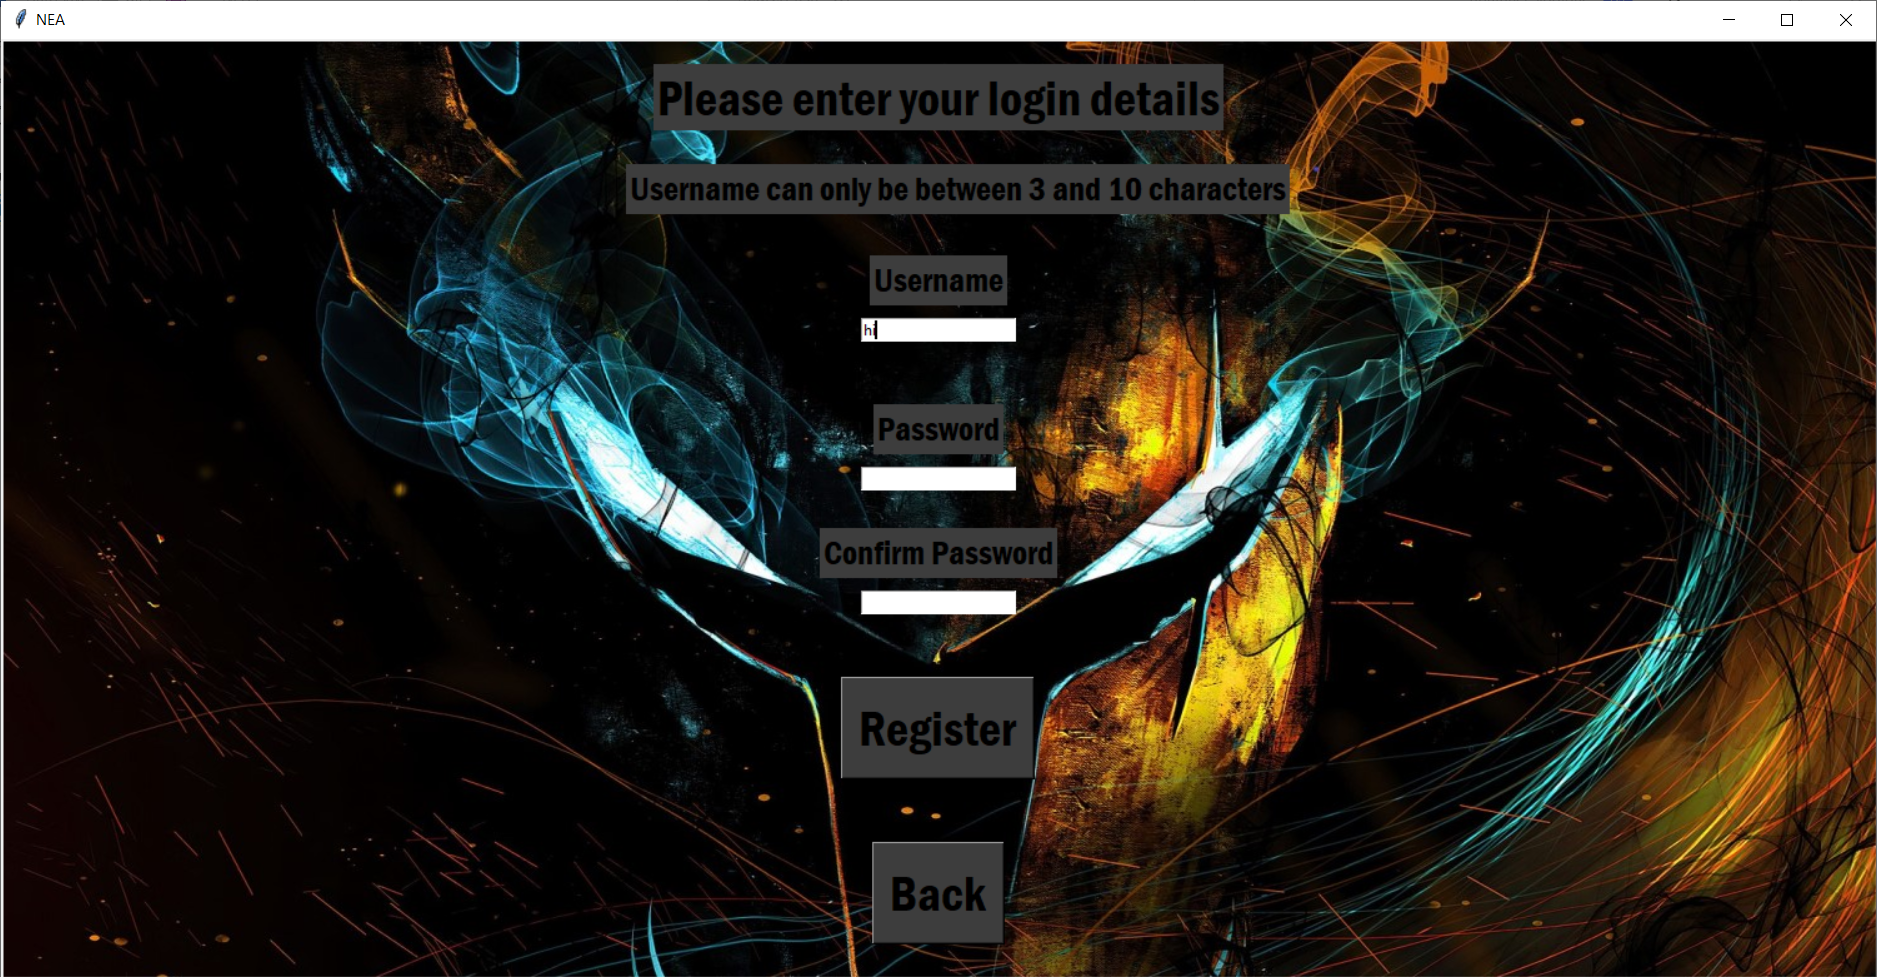 NEA
Please enter your login details
Username can only be between 3 and 10 characters
Username
hi
Password
Confirm Password
Register
Back